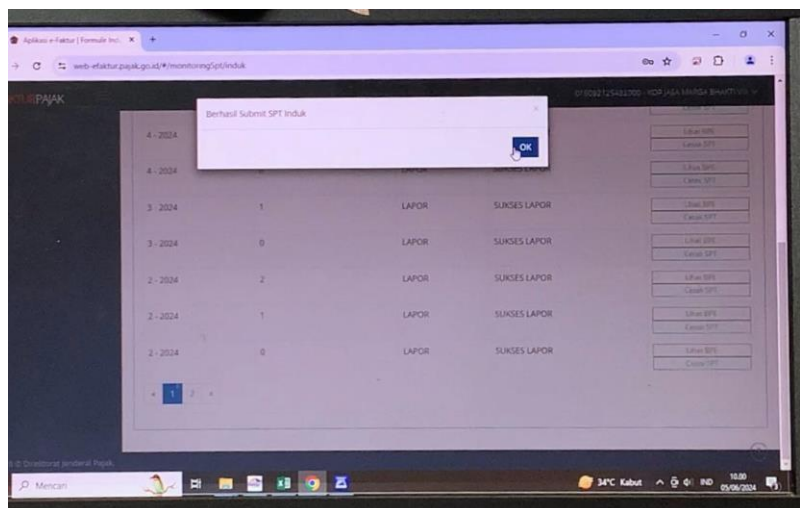 Aplikasi e-Faktur | Formulir Ind.
web-efaktur.pajak.go.id/#/monitoringSpt/induk
PAJAK
Berhasil Submit SPT Induk
OK
4 - 2024
Lihat BPE
Cetak SPT
4 - 2024
Lihat BPE
Cetak SPT
3 - 2024 1 LAPOR SUKSES LAPOR
Lihat BPE
Cetak SPT
3 - 2024 0 LAPOR SUKSES LAPOR
Lihat BPE
Cetak SPT
2 - 2024 2 LAPOR SUKSES LAPOR
Lihat BPE
Cetak SPT
2 - 2024 1 LAPOR SUKSES LAPOR
Lihat BPE
Cetak SPT
2 - 2024 0 LAPOR SUKSES LAPOR
Lihat BPE
Cetak SPT
« 1 2 »
© Direktorat Jenderal Pajak
Mencari
34°C Kabut
IND
10.00
05/06/2024